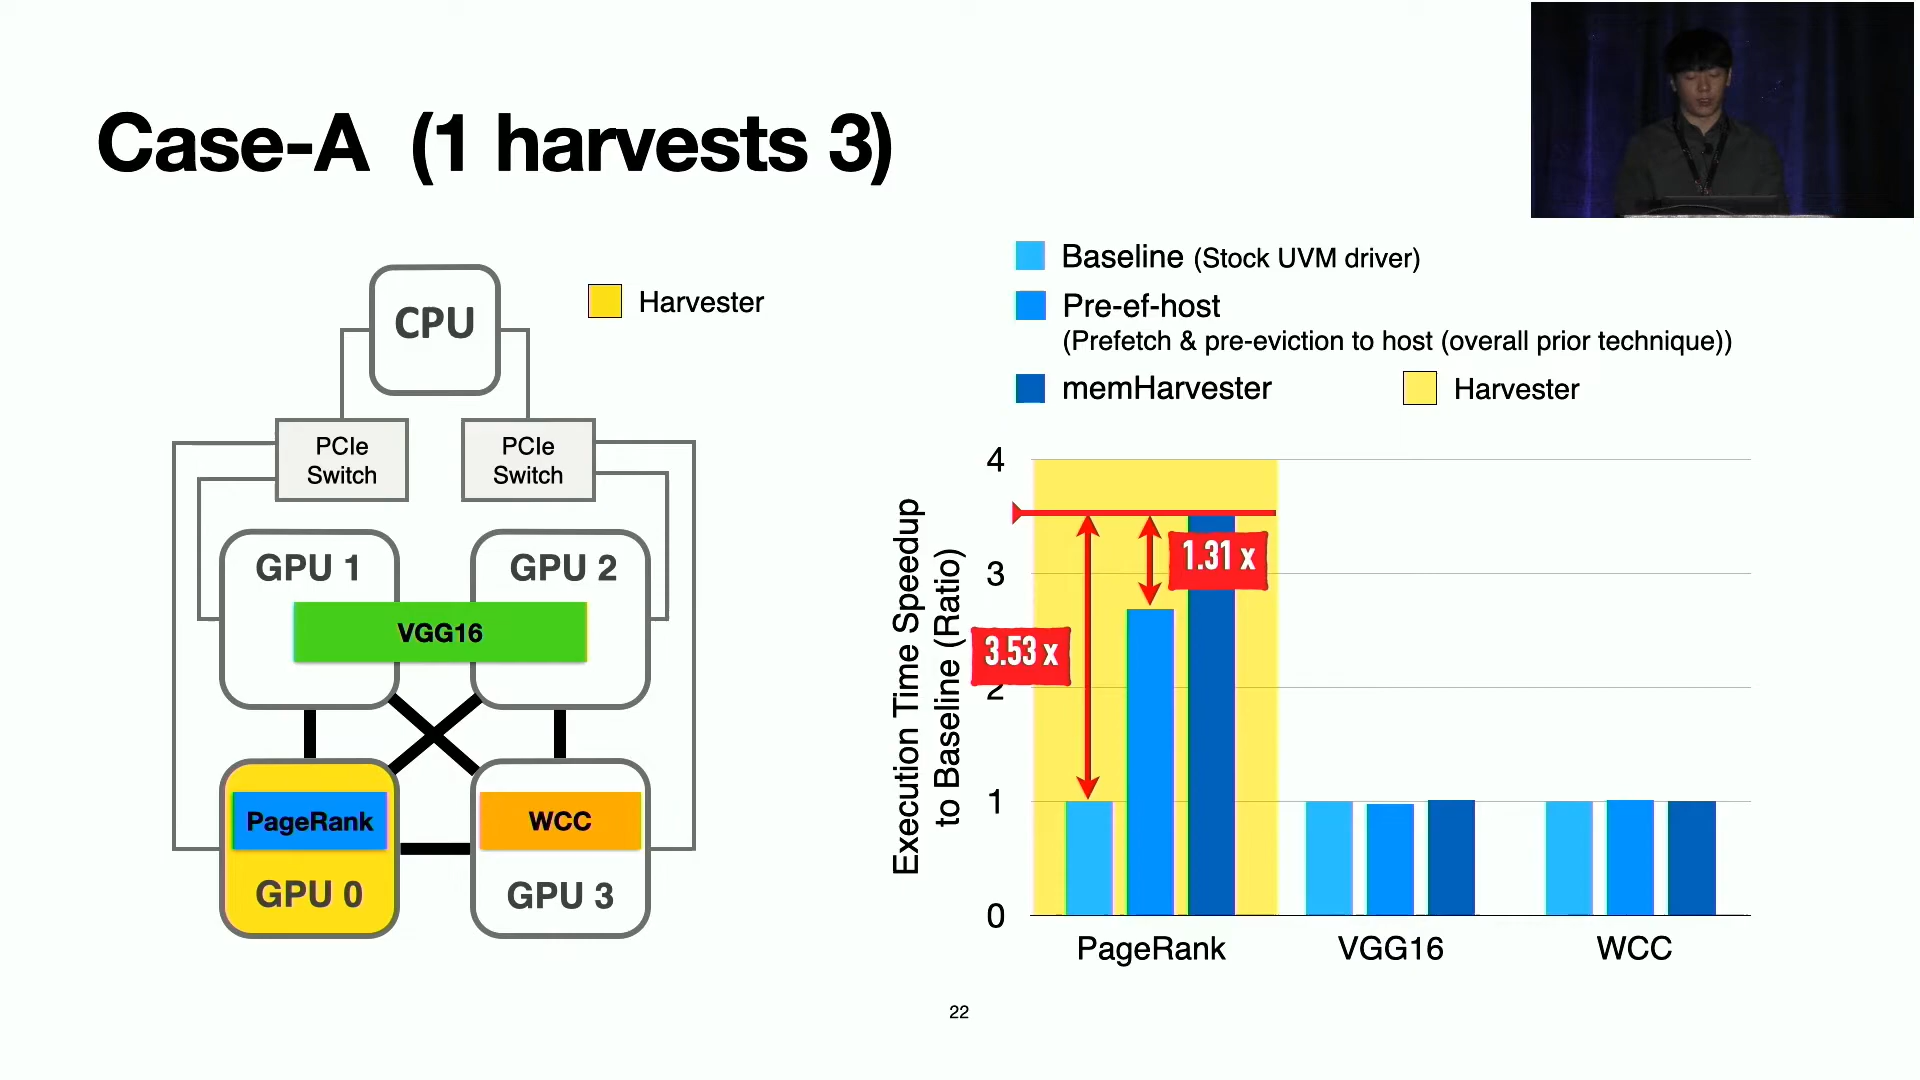 Case-A (1 harvests 3)
CPU
Harvester
PCIe
Switch
PCIe
Switch
GPU 1
GPU 2
VGG16
PageRank
WCC
GPU 0
GPU 3
Baseline (Stock UVM driver)
Pre-ef-host
(Prefetch & pre-eviction to host (overall prior technique))
memHarvester
Harvester
Execution Time Speedup
to Baseline (Ratio)
4
3
2
1
0
1.31 x
3.53 x
PageRank
VGG16
WCC
22